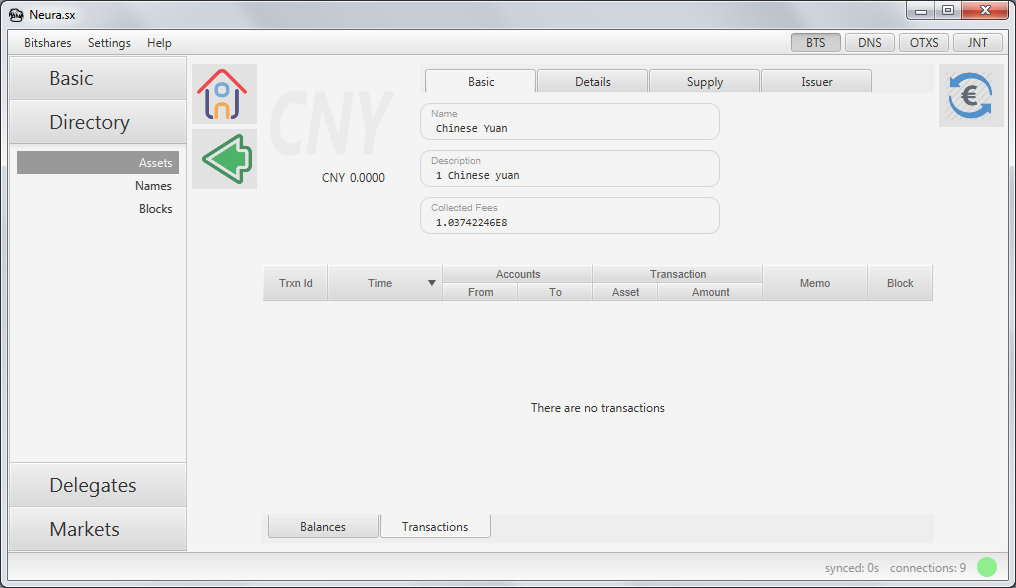 Neura.sx
Bitshares Settings Help BTS DNS OTXS JNT
Basic
Directory
Assets
Names
Blocks
Delegates
Markets
CNY
CNY 0.0000
Basic Details Supply Issuer
Name
Chinese Yuan
Description
1 Chinese yuan
Collected Fees
1.03742246E8
€
Trxn Id Time Accounts Transaction Memo Block
From To Asset Amount
There are no transactions
Balances Transactions
synced: 0s connections: 9